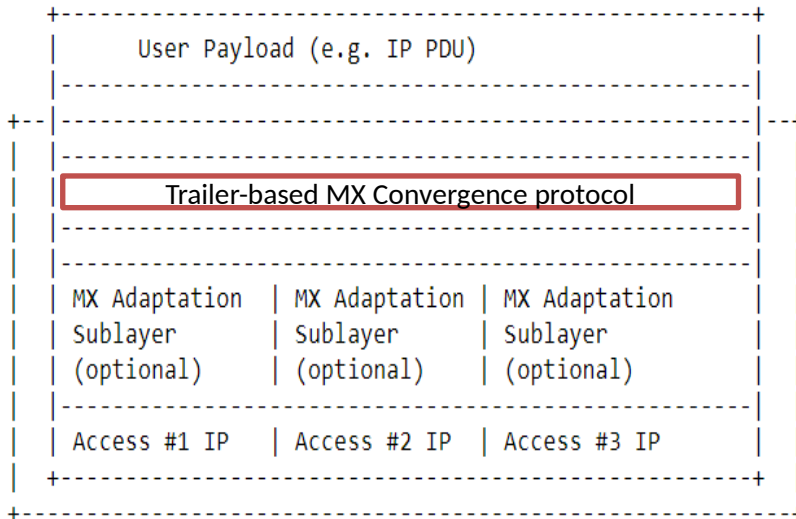 User Payload (e.g. IP PDU)
Trailer-based MX Convergence protocol
MX Adaptation | MX Adaptation | MX Adaptation
Sublayer | Sublayer | Sublayer
(optional) | (optional) | (optional)
Access #1 IP | Access #2 IP | Access #3 IP